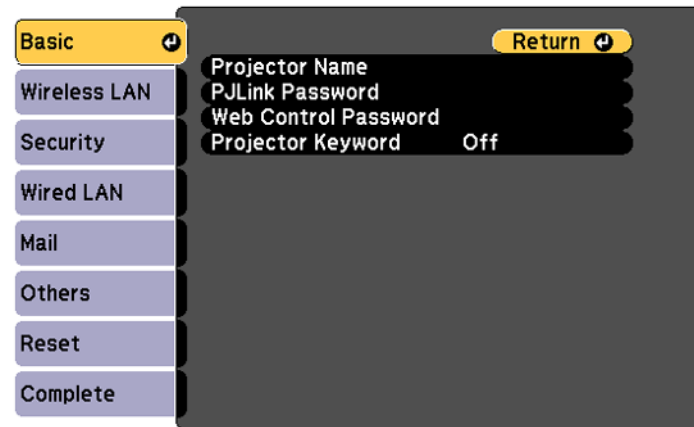 Basic
Wireless LAN
Security
Wired LAN
Mail
Others
Reset
Complete
Return
Projector Name
PJLink Password
Web Control Password
Projector Keyword Off